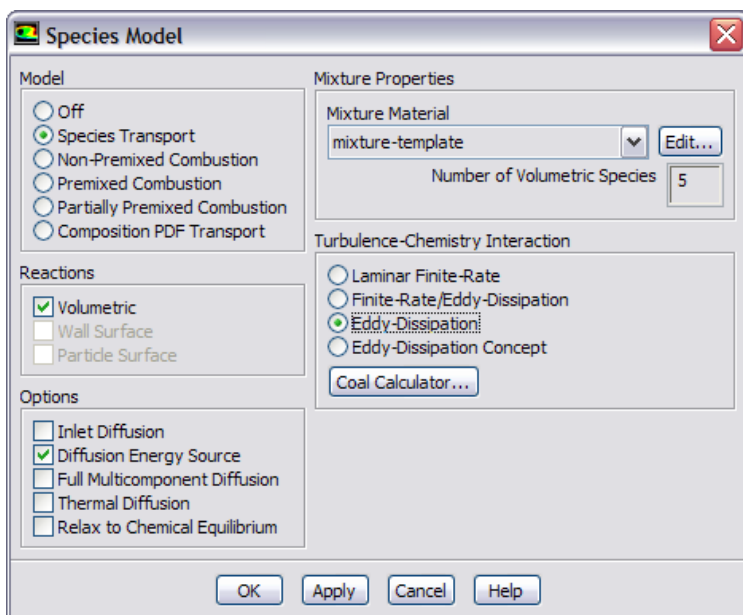 Species Model
Model
Off
Species Transport
Non-Premixed Combustion
Premixed Combustion
Partially Premixed Combustion
Composition PDF Transport
Reactions
Volumetric
Wall Surface
Particle Surface
Options
Inlet Diffusion
Diffusion Energy Source
Full Multicomponent Diffusion
Thermal Diffusion
Relax to Chemical Equilibrium
Mixture Properties
Mixture Material
mixture-template Edit...
Number of Volumetric Species 5
Turbulence-Chemistry Interaction
Laminar Finite-Rate
Finite-Rate/Eddy-Dissipation
Eddy-Dissipation
Eddy-Dissipation Concept
Coal Calculator...
OK Apply Cancel Help